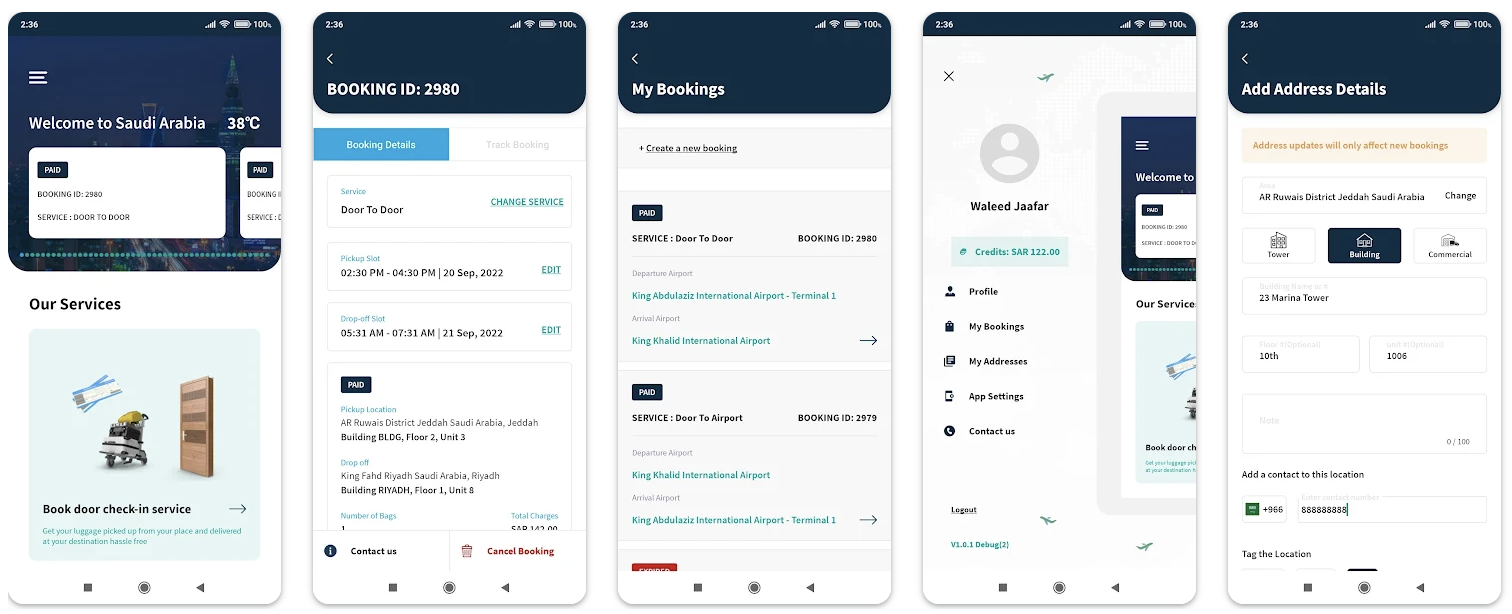 2:36
100%
Welcome to Saudi Arabia 38℃
PAID
BOOKING ID: 2980
SERVICE : DOOR TO DOOR
PAID
BOOKING I
SERVICE : D
Our Services
Book door check-in service
Get your luggage picked up from your place and delivered
at your destination hassle free
2:36
100%
BOOKING ID: 2980
Booking Details
Track Booking
Service
Door To Door
CHANGE SERVICE
Pickup Slot
02:30 PM - 04:30 PM | 20 Sep, 2022
EDIT
Drop-off Slot
05:31 AM - 07:31 AM | 21 Sep, 2022
EDIT
PAID
Pickup Location
AR Ruwais District Jeddah Saudi Arabia, Jeddah
Building BLDG, Floor 2, Unit 3
Drop off
King Fahd Riyadh Saudi Arabia, Riyadh
Building RIYADH, Floor 1, Unit 8
Number of Bags
Total Charges
1
SAR 142.00
Contact us
Cancel Booking
2:36
100%
My Bookings
+ Create a new booking
PAID
SERVICE : Door To Door
BOOKING ID: 2980
Departure Airport
King Abdulaziz International Airport - Terminal 1
Arrival Airport
King Khalid International Airport
PAID
SERVICE : Door To Airport
BOOKING ID: 2979
Departure Airport
King Khalid International Airport
Arrival Airport
King Abdulaziz International Airport - Terminal 1
EXPIRED
2:36
100%
Waleed Jaafar
Credits: SAR 122.00
Profile
My Bookings
My Addresses
App Settings
Contact us
Logout
V1.0.1 Debug(2)
Welcome to
PAID
BOOKING ID: 2980
SERVICE : DOOR TO DO
Our Service
Book door ch
Get your luggage pick
at your destination h
2:36
100%
Add Address Details
Address updates will only affect new bookings
Area
AR Ruwais District Jeddah Saudi Arabia
Change
Tower
Building
Commercial
Building Name or #
23 Marina Tower
Floor #(Optional)
10th
Unit #(Optional)
1006
Note
0 / 100
Add a contact to this location
+966
Enter contact number
888888888
Tag the Location